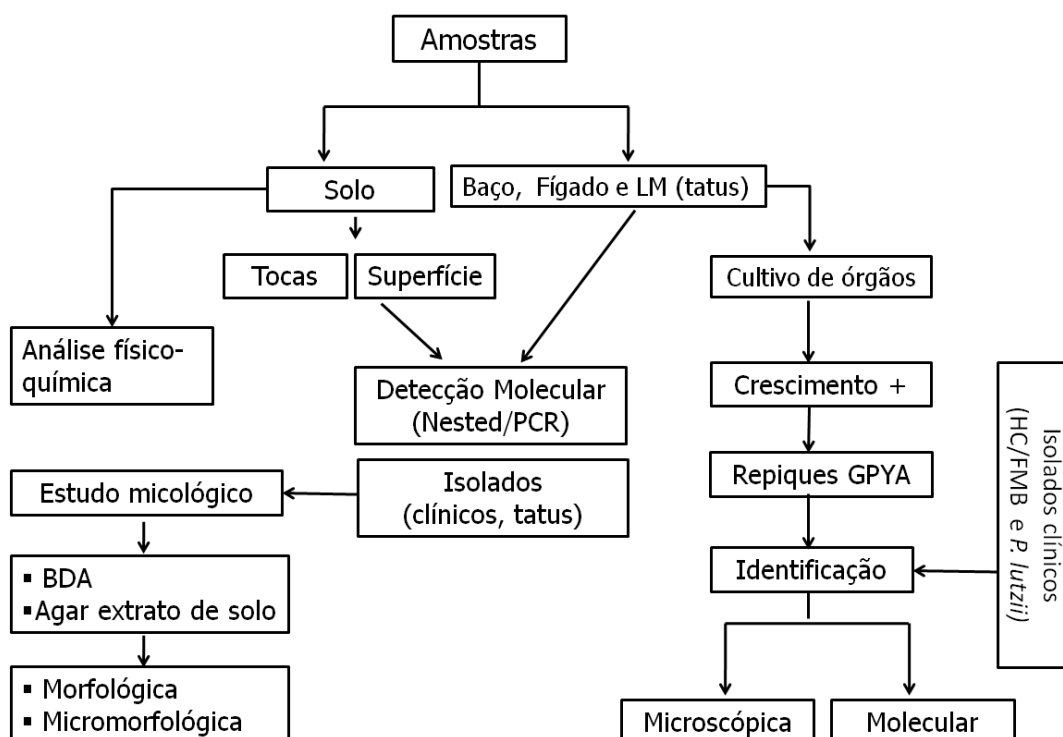 Amostras
Solo
Baço, Fígado e LM (tatus)
Tocas
Superfície
Cultivo de órgãos
Análise físico-
química
Detecção Molecular
(Nested/PCR)
Crescimento +
Isolados clínicos
(HC/FMB e P. lutzii)
Estudo micológico
Isolados
(clínicos, tatus)
Repiques GPYA
▪ BDA
▪Agar extrato de solo
Identificação
▪ Morfológica
▪ Micromorfológica
Microscópica
Molecular